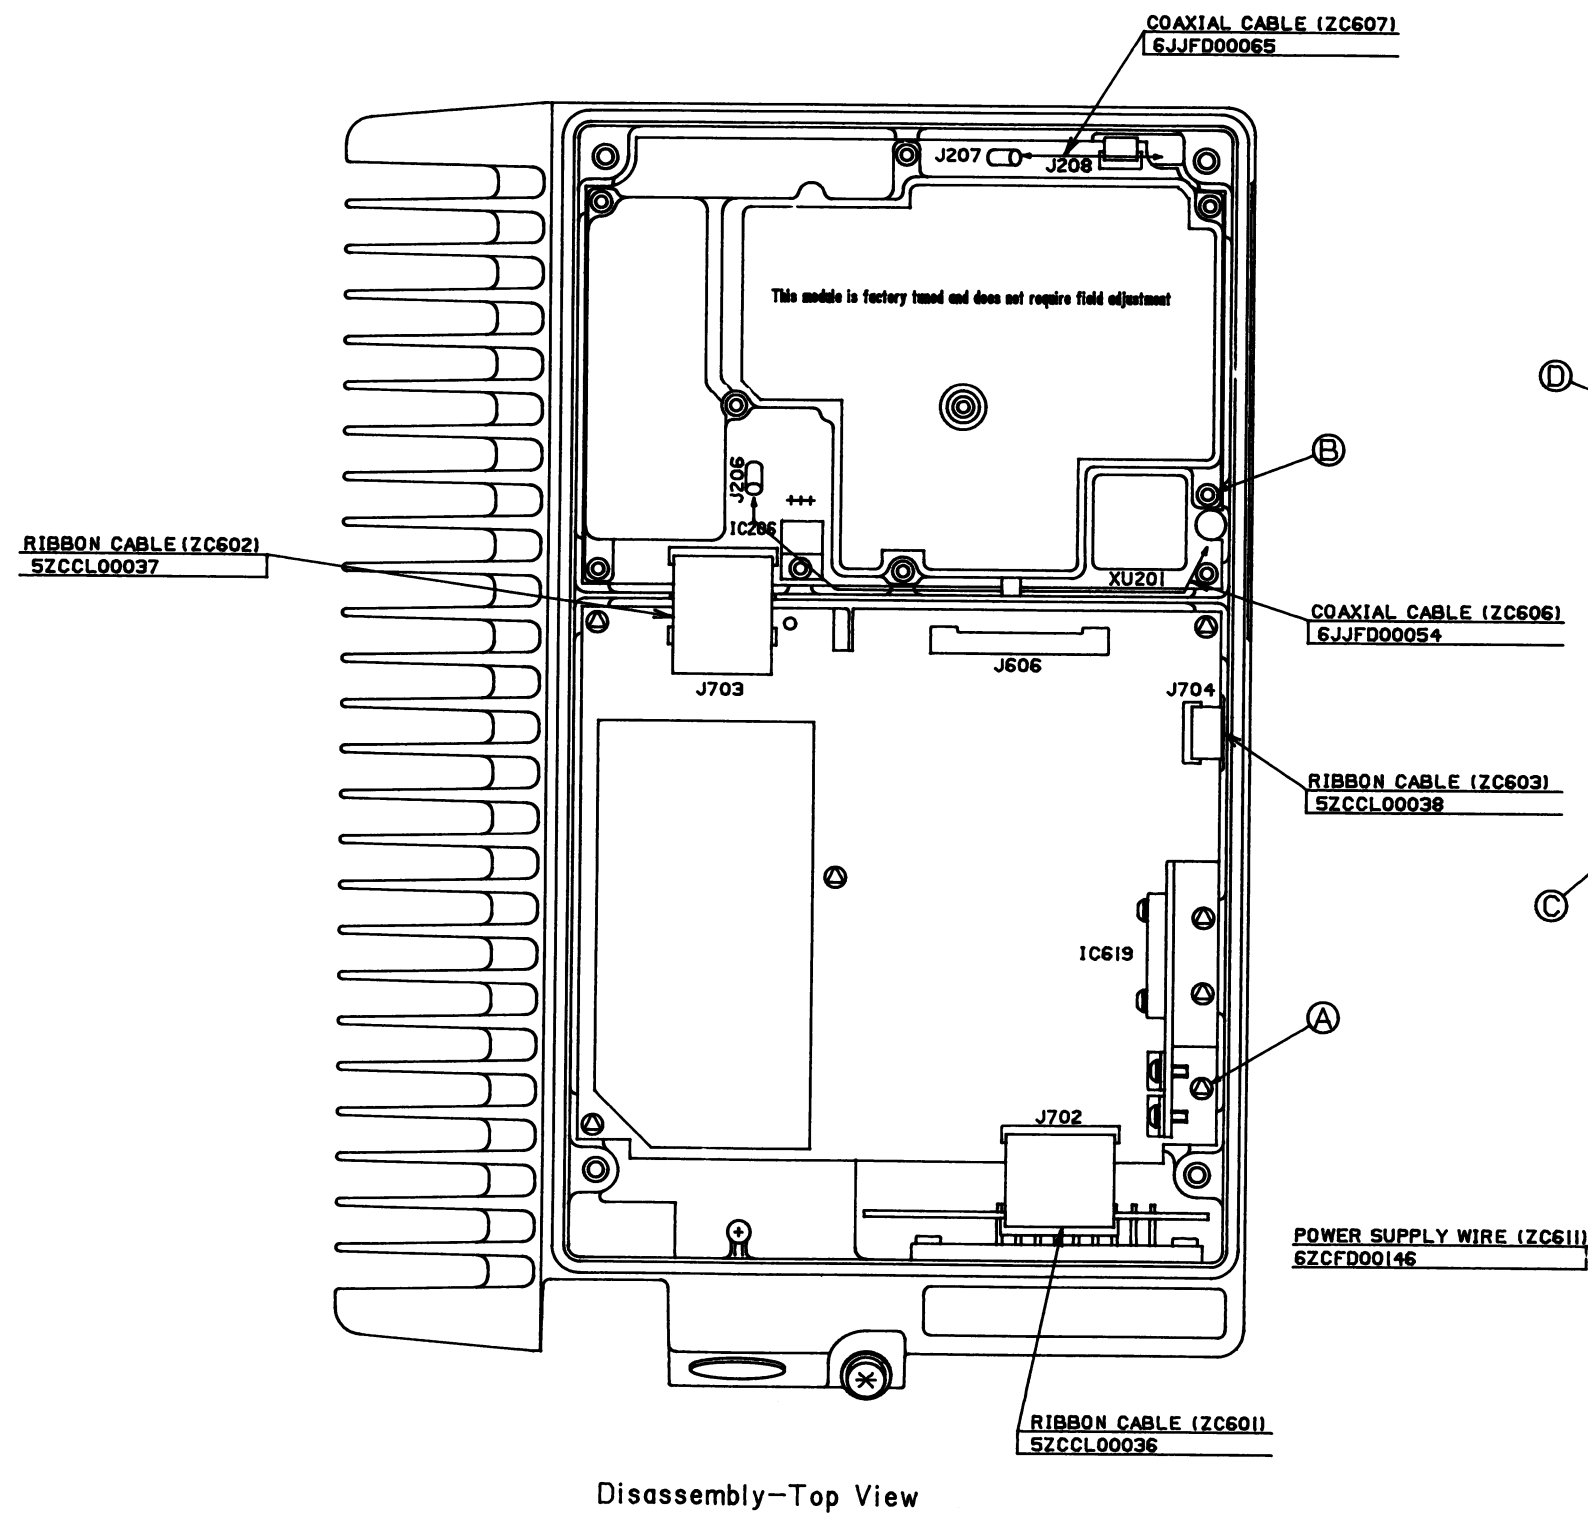 COAXIAL CABLE (ZC607)
6JJFD00065
J207
J208
This module is factory tuned and does not require field adjustment
D
B
J206
IC206
RIBBON CABLE (ZC602)
5ZCCL00037
XU201
COAXIAL CABLE (ZC606)
6JJFD00054
J606
J703
J704
RIBBON CABLE (ZC603)
5ZCCL00038
C
IC619
A
J702
POWER SUPPLY WIRE (ZC611)
6ZCFD00146
RIBBON CABLE (ZC601)
5ZCCL00036
Disassembly-Top View